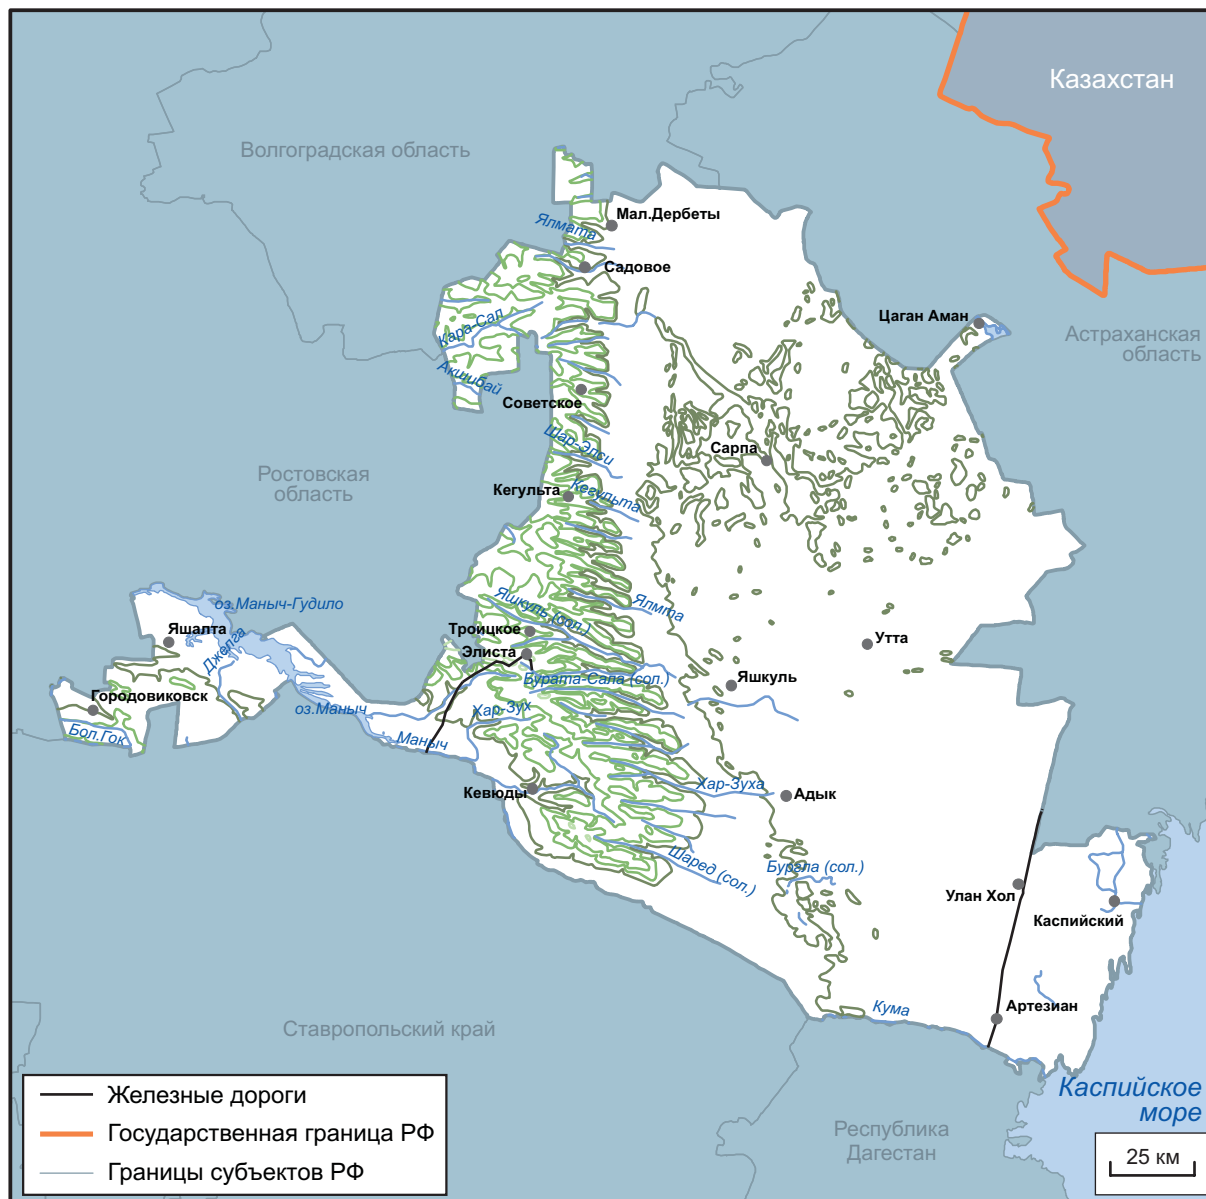 Казахстан
Волгоградская область
Мал.Дербеты
Ялмата
Садовое
Цаган Аман
Кара-Сал
Астраханская
область
Акшибай
Советское
Шар-Элси
Сарпа
Ростовская
область
Кегульта
Кегульта
оз.Маныч-Гудило
Яшкуль (сол.)
Ялмта
Яшалта
Джелга
Троицкое
Утта
Элиста
Бурата-Сала (сол.)
Яшкуль
Городовиковск
оз.Маныч
Хар-Зух
Бол.Гок
Маныч
Хар-Зуха
Кевюды
Адык
Шаред (сол.)
Бургла (сол.)
Улан Хол
Каспийский
Кума
Артезиан
Ставропольский край
Каспийское
море
Республика
Дагестан
Железные дороги
Государственная граница РФ
Границы субъектов РФ
25 км